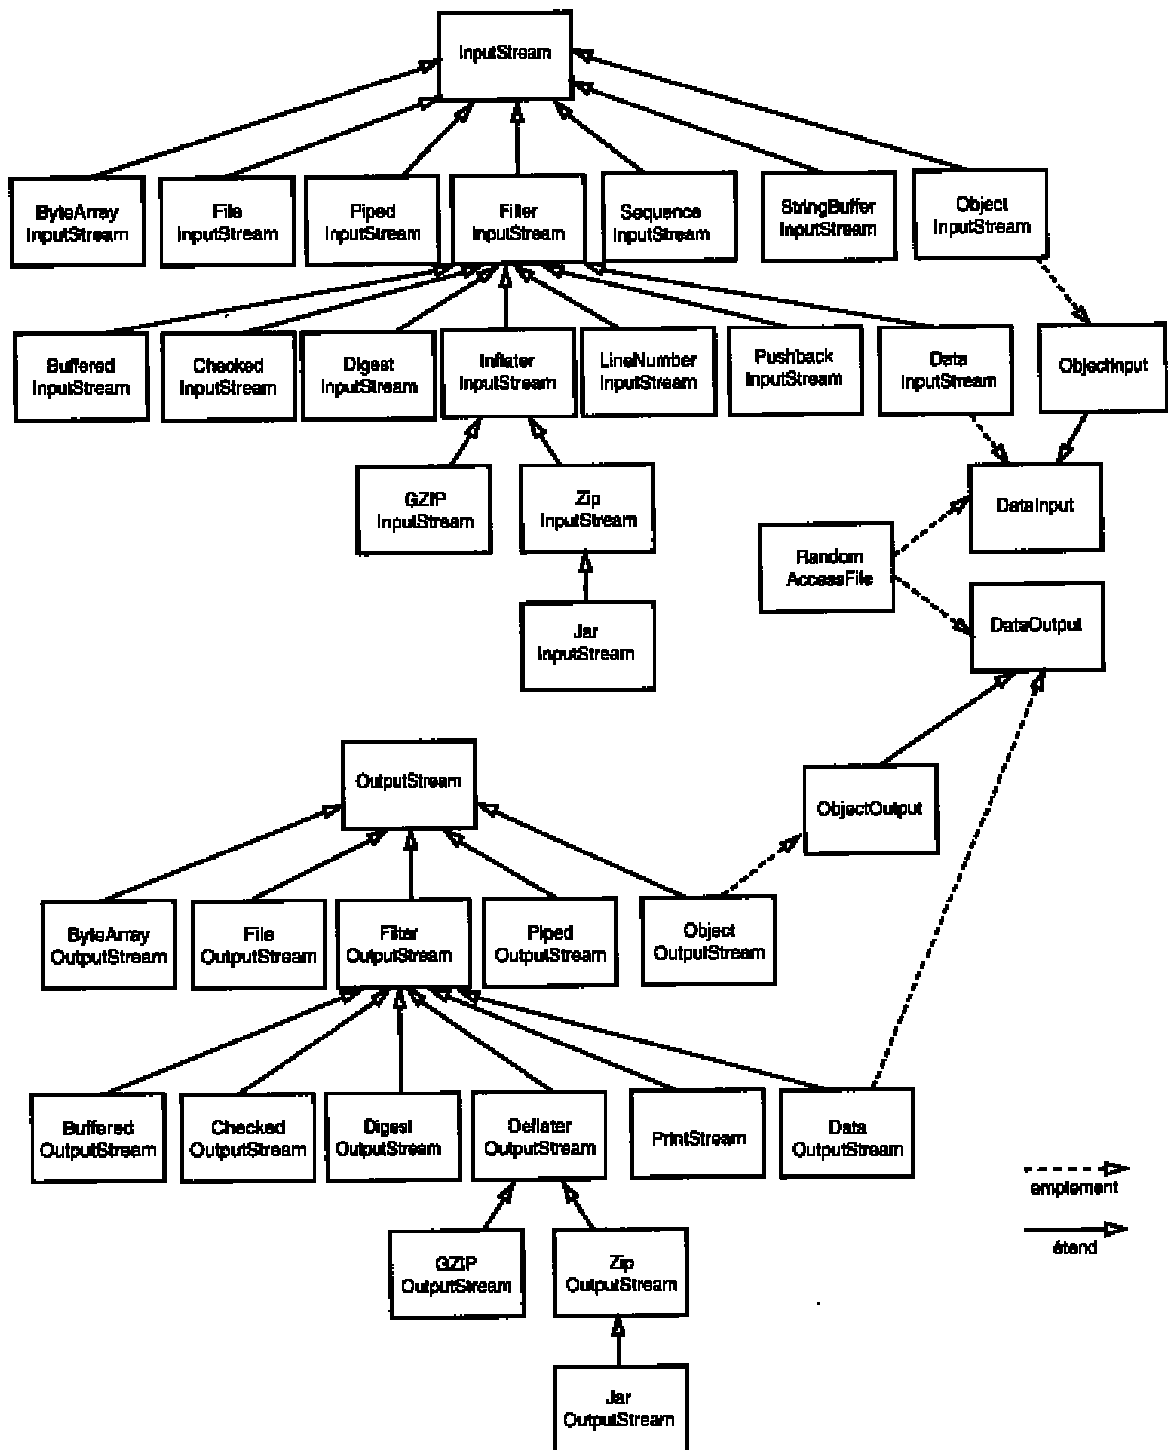 InputStream
ByteArray
InputStream
File
InputStream
Piped
InputStream
Filter
InputStream
Sequence
InputStream
StringBuffer
InputStream
Object
InputStream
Buffered
InputStream
Checked
InputStream
Digest
InputStream
Inflater
InputStream
LineNumber
InputStream
Pushback
InputStream
Data
InputStream
ObjectInput
GZIP
InputStream
Zip
InputStream
DataInput
Random
AccessFile
Jar
InputStream
DataOutput
OutputStream
ObjectOutput
ByteArray
OutputStream
File
OutputStream
Filter
OutputStream
Piped
OutputStream
Object
OutputStream
Buffered
OutputStream
Checked
OutputStream
Digest
OutputStream
Deflater
OutputStream
PrintStream
Data
OutputStream
emplement
étend
GZIP
OutputStream
Zip
OutputStream
Jar
OutputStream